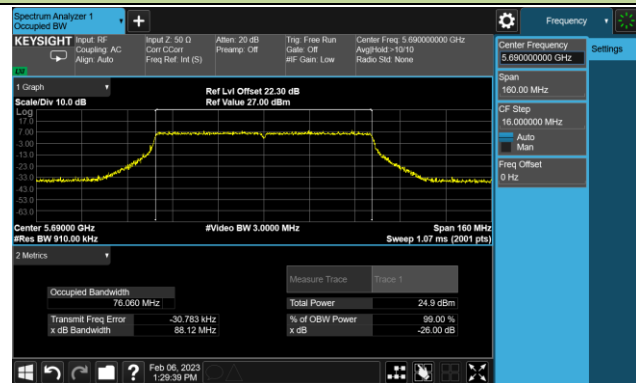 Spectrum Analyzer 1
Occupied BW
Frequency
KEYSIGHT
Input: RF
Coupling: AC
Align: Auto
Input Z: 50 Ω
Corr CCorr
Freq Ref: Int (S)
Atten: 20 dB
Preamp: Off
Trig: Free Run
Gate: Off
#IF Gain: Low
Center Freq: 5.690000000 GHz
Avg|Hold:>10/10
Radio Std: None
Center Frequency
5.690000000 GHz
Settings
Span
160.00 MHz
CF Step
16.000000 MHz
Auto
Man
Freq Offset
0 Hz
1 Graph
Scale/Div 10.0 dB
Ref Lvl Offset 22.30 dB
Ref Value 27.00 dBm
Log
17.0
7.00
-3.00
-13.0
-23.0
-33.0
-43.0
-53.0
-63.0
Center 5.69000 GHz
#Res BW 910.00 kHz
#Video BW 3.0000 MHz
Span 160 MHz
Sweep 1.07 ms (2001 pts)
2 Metrics
Measure Trace
Trace 1
Occupied Bandwidth
76.060 MHz
Total Power
24.9 dBm
Transmit Freq Error
-30.783 kHz
% of OBW Power
99.00 %
x dB Bandwidth
88.12 MHz
x dB
-26.00 dB
Feb 06, 2023
1:29:39 PM